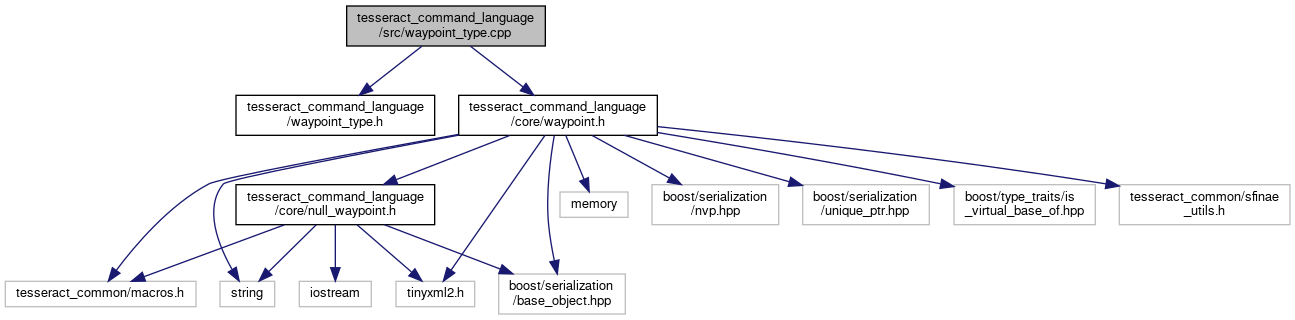 tesseract_command_language
/src/waypoint_type.cpp
tesseract_command_language
/waypoint_type.h
tesseract_command_language
/core/waypoint.h
tesseract_command_language
/core/null_waypoint.h
memory
boost/serialization
/nvp.hpp
boost/serialization
/unique_ptr.hpp
boost/type_traits/is
_virtual_base_of.hpp
tesseract_common/sfinae
_utils.h
tesseract_common/macros.h
string
iostream
tinyxml2.h
boost/serialization
/base_object.hpp